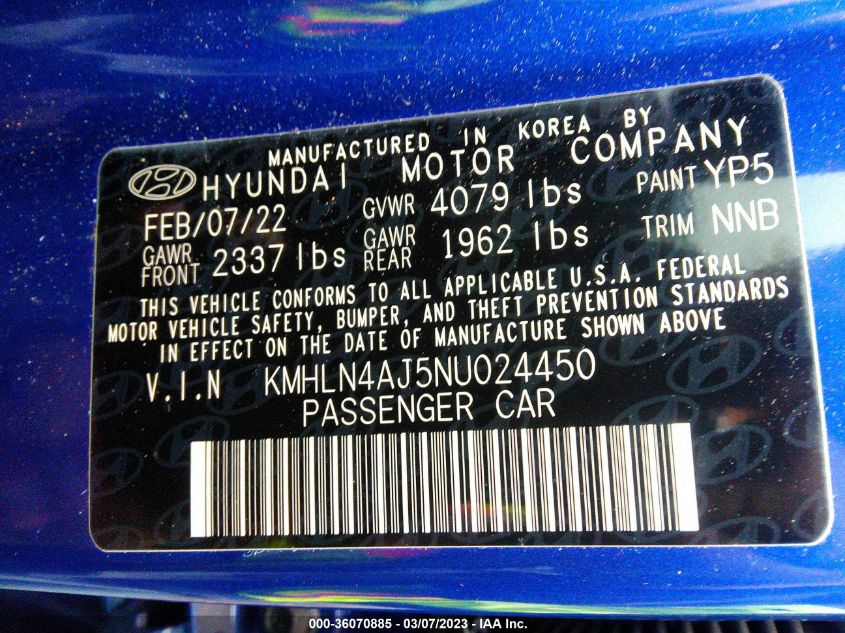 MANUFACTURED IN KOREA BY
HYUNDAI MOTOR COMPANY
FEB/07/22 GVWR 4079 lbs PAINT YP5
GAWR FRONT 2337 lbs GAWR REAR 1962 lbs TRIM NNB
THIS VEHICLE CONFORMS TO ALL APPLICABLE U.S.A. FEDERAL
MOTOR VEHICLE SAFETY, BUMPER, AND THEFT PREVENTION STANDARDS
IN EFFECT ON THE DATE OF MANUFACTURE SHOWN ABOVE
V.I.N KMHLN4AJ5NU024450
PASSENGER CAR
000-36070885 - 03/07/2023 - IAA Inc.